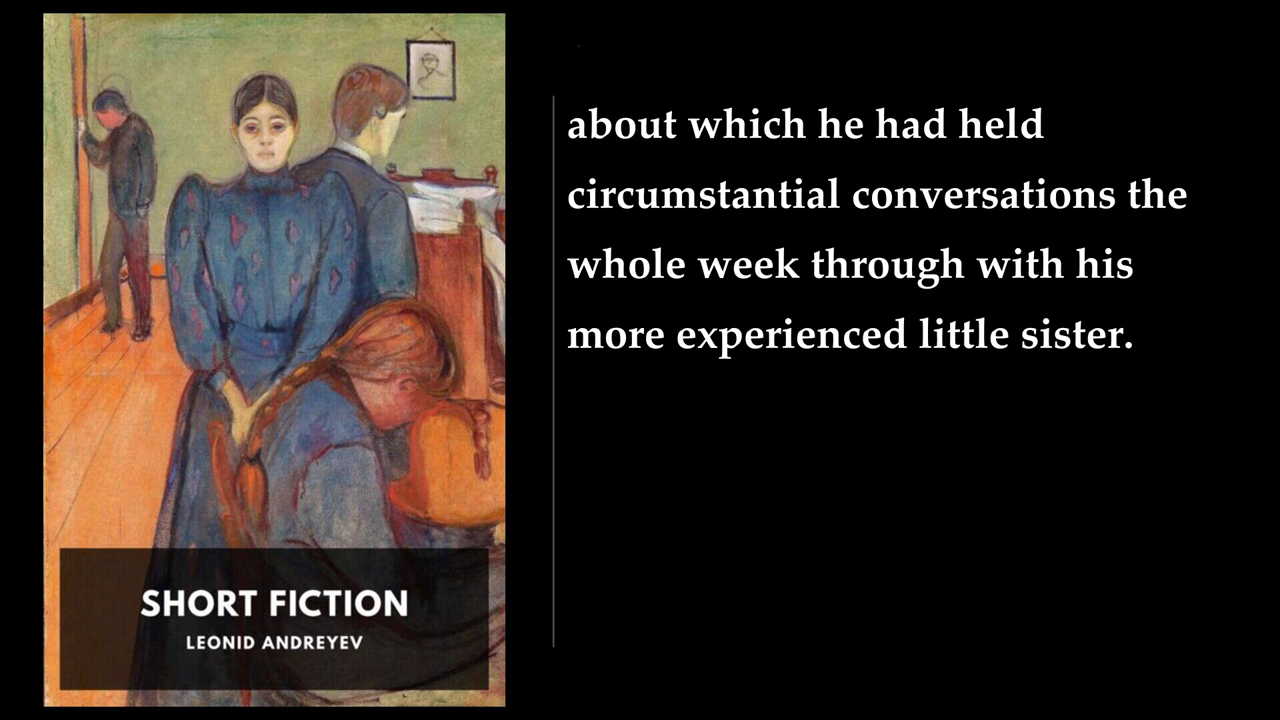 about which he had held
circumstantial conversations the
whole week through with his
more experienced little sister.
SHORT FICTION
LEONID ANDREYEV